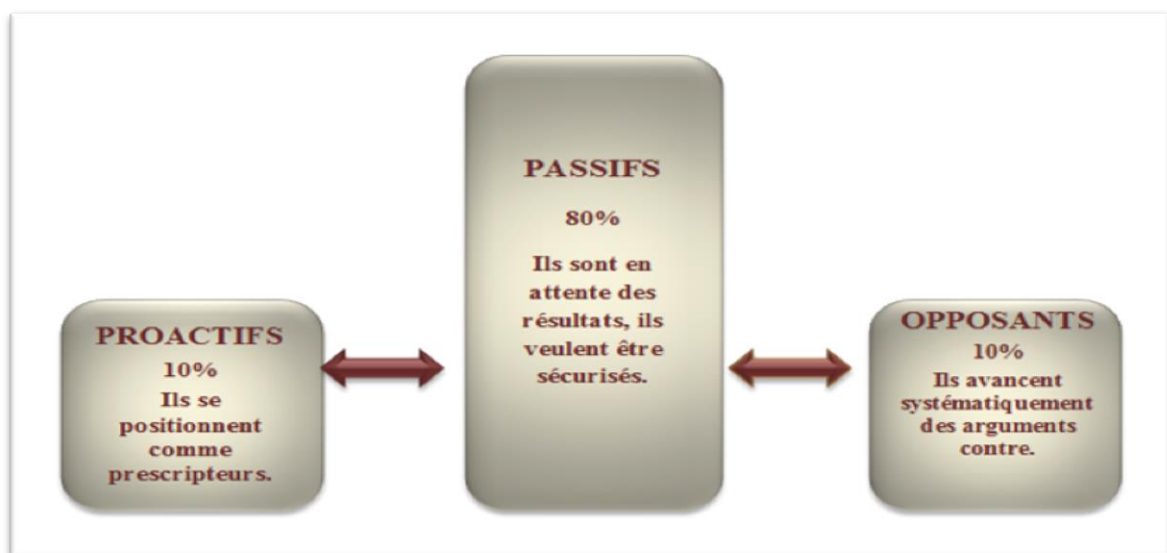 PROACTIFS
10%
Ils se
positionnent
comme
prescripteurs.
PASSIFS
80%
Ils sont en
attente des
résultats, ils
veulent être
sécurisés.
OPPOSANTS
10%
Ils avancent
systématiquement
des arguments
contre.